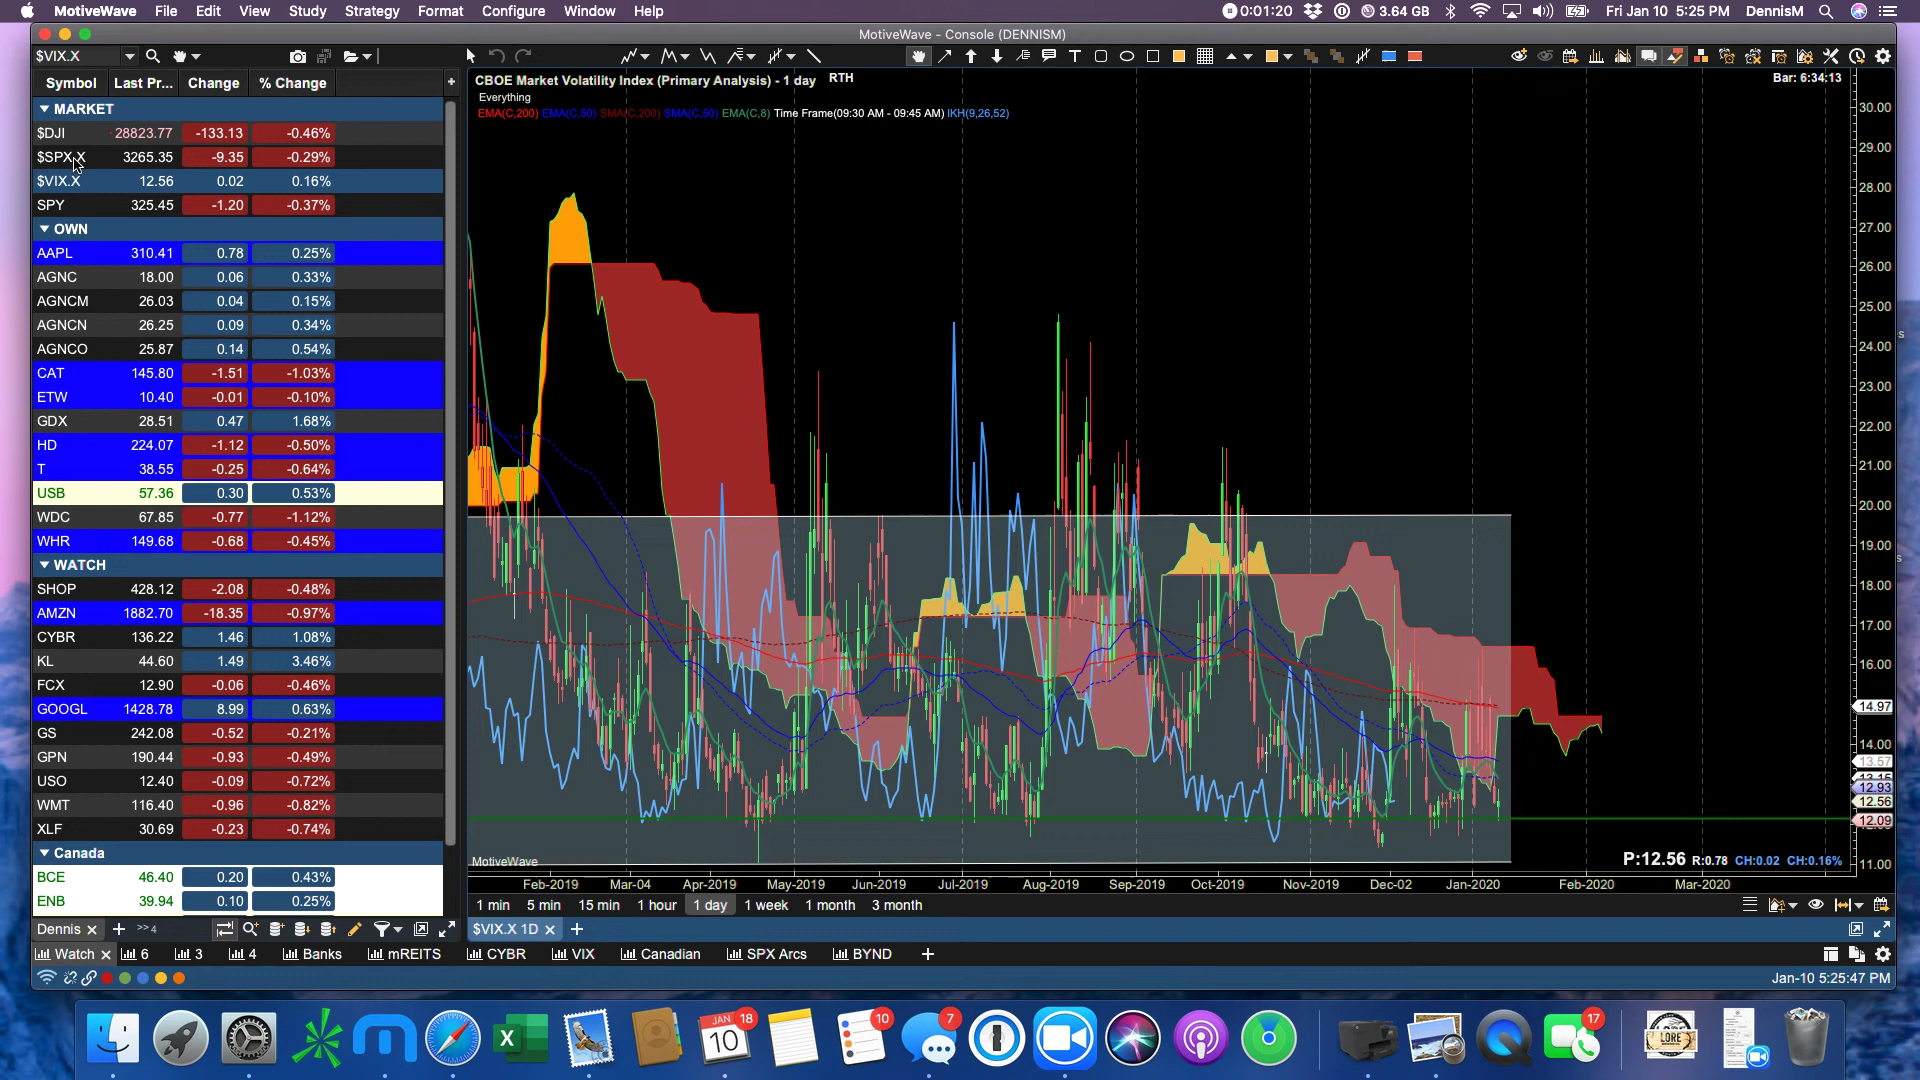 MotiveWave File Edit View Study Strategy Format Configure Window Help 0:01:20 3.64 GB Fri Jan 10 5:25 PM DennisM
MotiveWave - Console (DENNISM)
$VIX.X
Symbol Last Pr... Change % Change +
MARKET
$DJI 28823.77 -133.13 -0.46%
$SPX.X 3265.35 -9.35 -0.29%
$VIX.X 12.56 0.02 0.16%
SPY 325.45 -1.20 -0.37%
OWN
AAPL 310.41 0.78 0.25%
AGNC 18.00 0.06 0.33%
AGNCM 26.03 0.04 0.15%
AGNCN 26.25 0.09 0.34%
AGNCO 25.87 0.14 0.54%
CAT 145.80 -1.51 -1.03%
ETW 10.40 -0.01 -0.10%
GDX 28.51 0.47 1.68%
HD 224.07 -1.12 -0.50%
T 38.55 -0.25 -0.64%
USB 57.36 0.30 0.53%
WDC 67.85 -0.77 -1.12%
WHR 149.68 -0.68 -0.45%
WATCH
SHOP 428.12 -2.08 -0.48%
AMZN 1882.70 -18.35 -0.97%
CYBR 136.22 1.46 1.08%
KL 44.60 1.49 3.46%
FCX 12.90 -0.06 -0.46%
GOOGL 1428.78 8.99 0.63%
GS 242.08 -0.52 -0.21%
GPN 190.44 -0.93 -0.49%
USO 12.40 -0.09 -0.72%
WMT 116.40 -0.96 -0.82%
XLF 30.69 -0.23 -0.74%
Canada
BCE 46.40 0.20 0.43%
ENB 39.94 0.10 0.25%
Dennis × + >>4
CBOE Market Volatility Index (Primary Analysis) - 1 day RTH
Bar: 6:34:13
Everything
EMA(C,200) EMA(C,50) SMA(C,200) SMA(C,50) EMA(C,8) Time Frame(09:30 AM - 09:45 AM) IKH(9,26,52)
30.00
29.00
28.00
27.00
26.00
25.00
24.00
23.00
22.00
21.00
20.00
19.00
18.00
17.00
16.00
14.97
14.00
13.57
12.93
12.56
12.09
11.00
MotiveWave
P:12.56 R:0.78 CH:0.02 CH:0.16%
Feb-2019 Mar-04 Apr-2019 May-2019 Jun-2019 Jul-2019 Aug-2019 Sep-2019 Oct-2019 Nov-2019 Dec-02 Jan-2020 Feb-2020 Mar-2020
1 min 5 min 15 min 1 hour 1 day 1 week 1 month 3 month
$VIX.X 1D × +
Watch × 6 3 4 Banks mREITS CYBR VIX Canadian SPX Arcs BYND +
Jan-10 5:25:47 PM
JAN 10 18 10 7 17
LORE